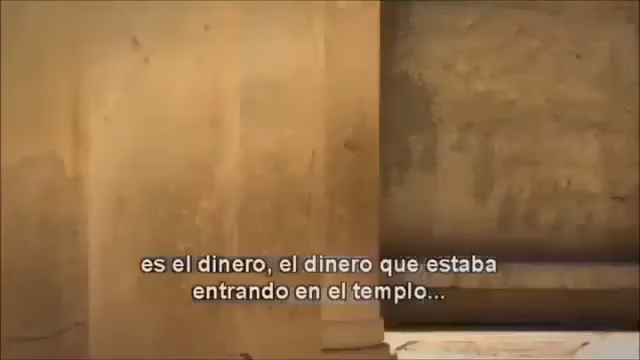 es el dinero, el dinero que estaba
entrando en el templo...